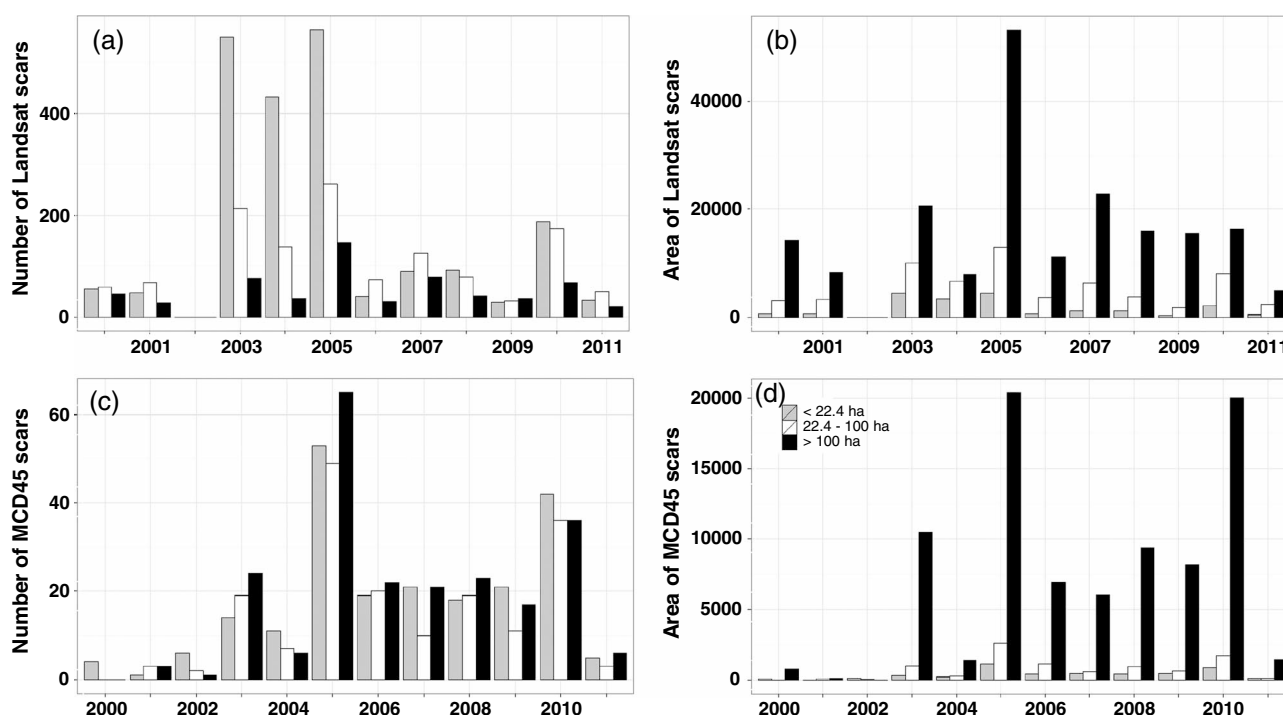 (a)
Number of Landsat scars
400
200
0
2001 2003 2005 2007 2009 2011
(b)
Area of Landsat scars
40000
20000
0
2001 2003 2005 2007 2009 2011
(c)
Number of MCD45 scars
60
40
20
0
2000 2002 2004 2006 2008 2010
(d)
< 22.4 ha
22.4 - 100 ha
> 100 ha
Area of MCD45 scars
20000
15000
10000
5000
0
2000 2002 2004 2006 2008 2010